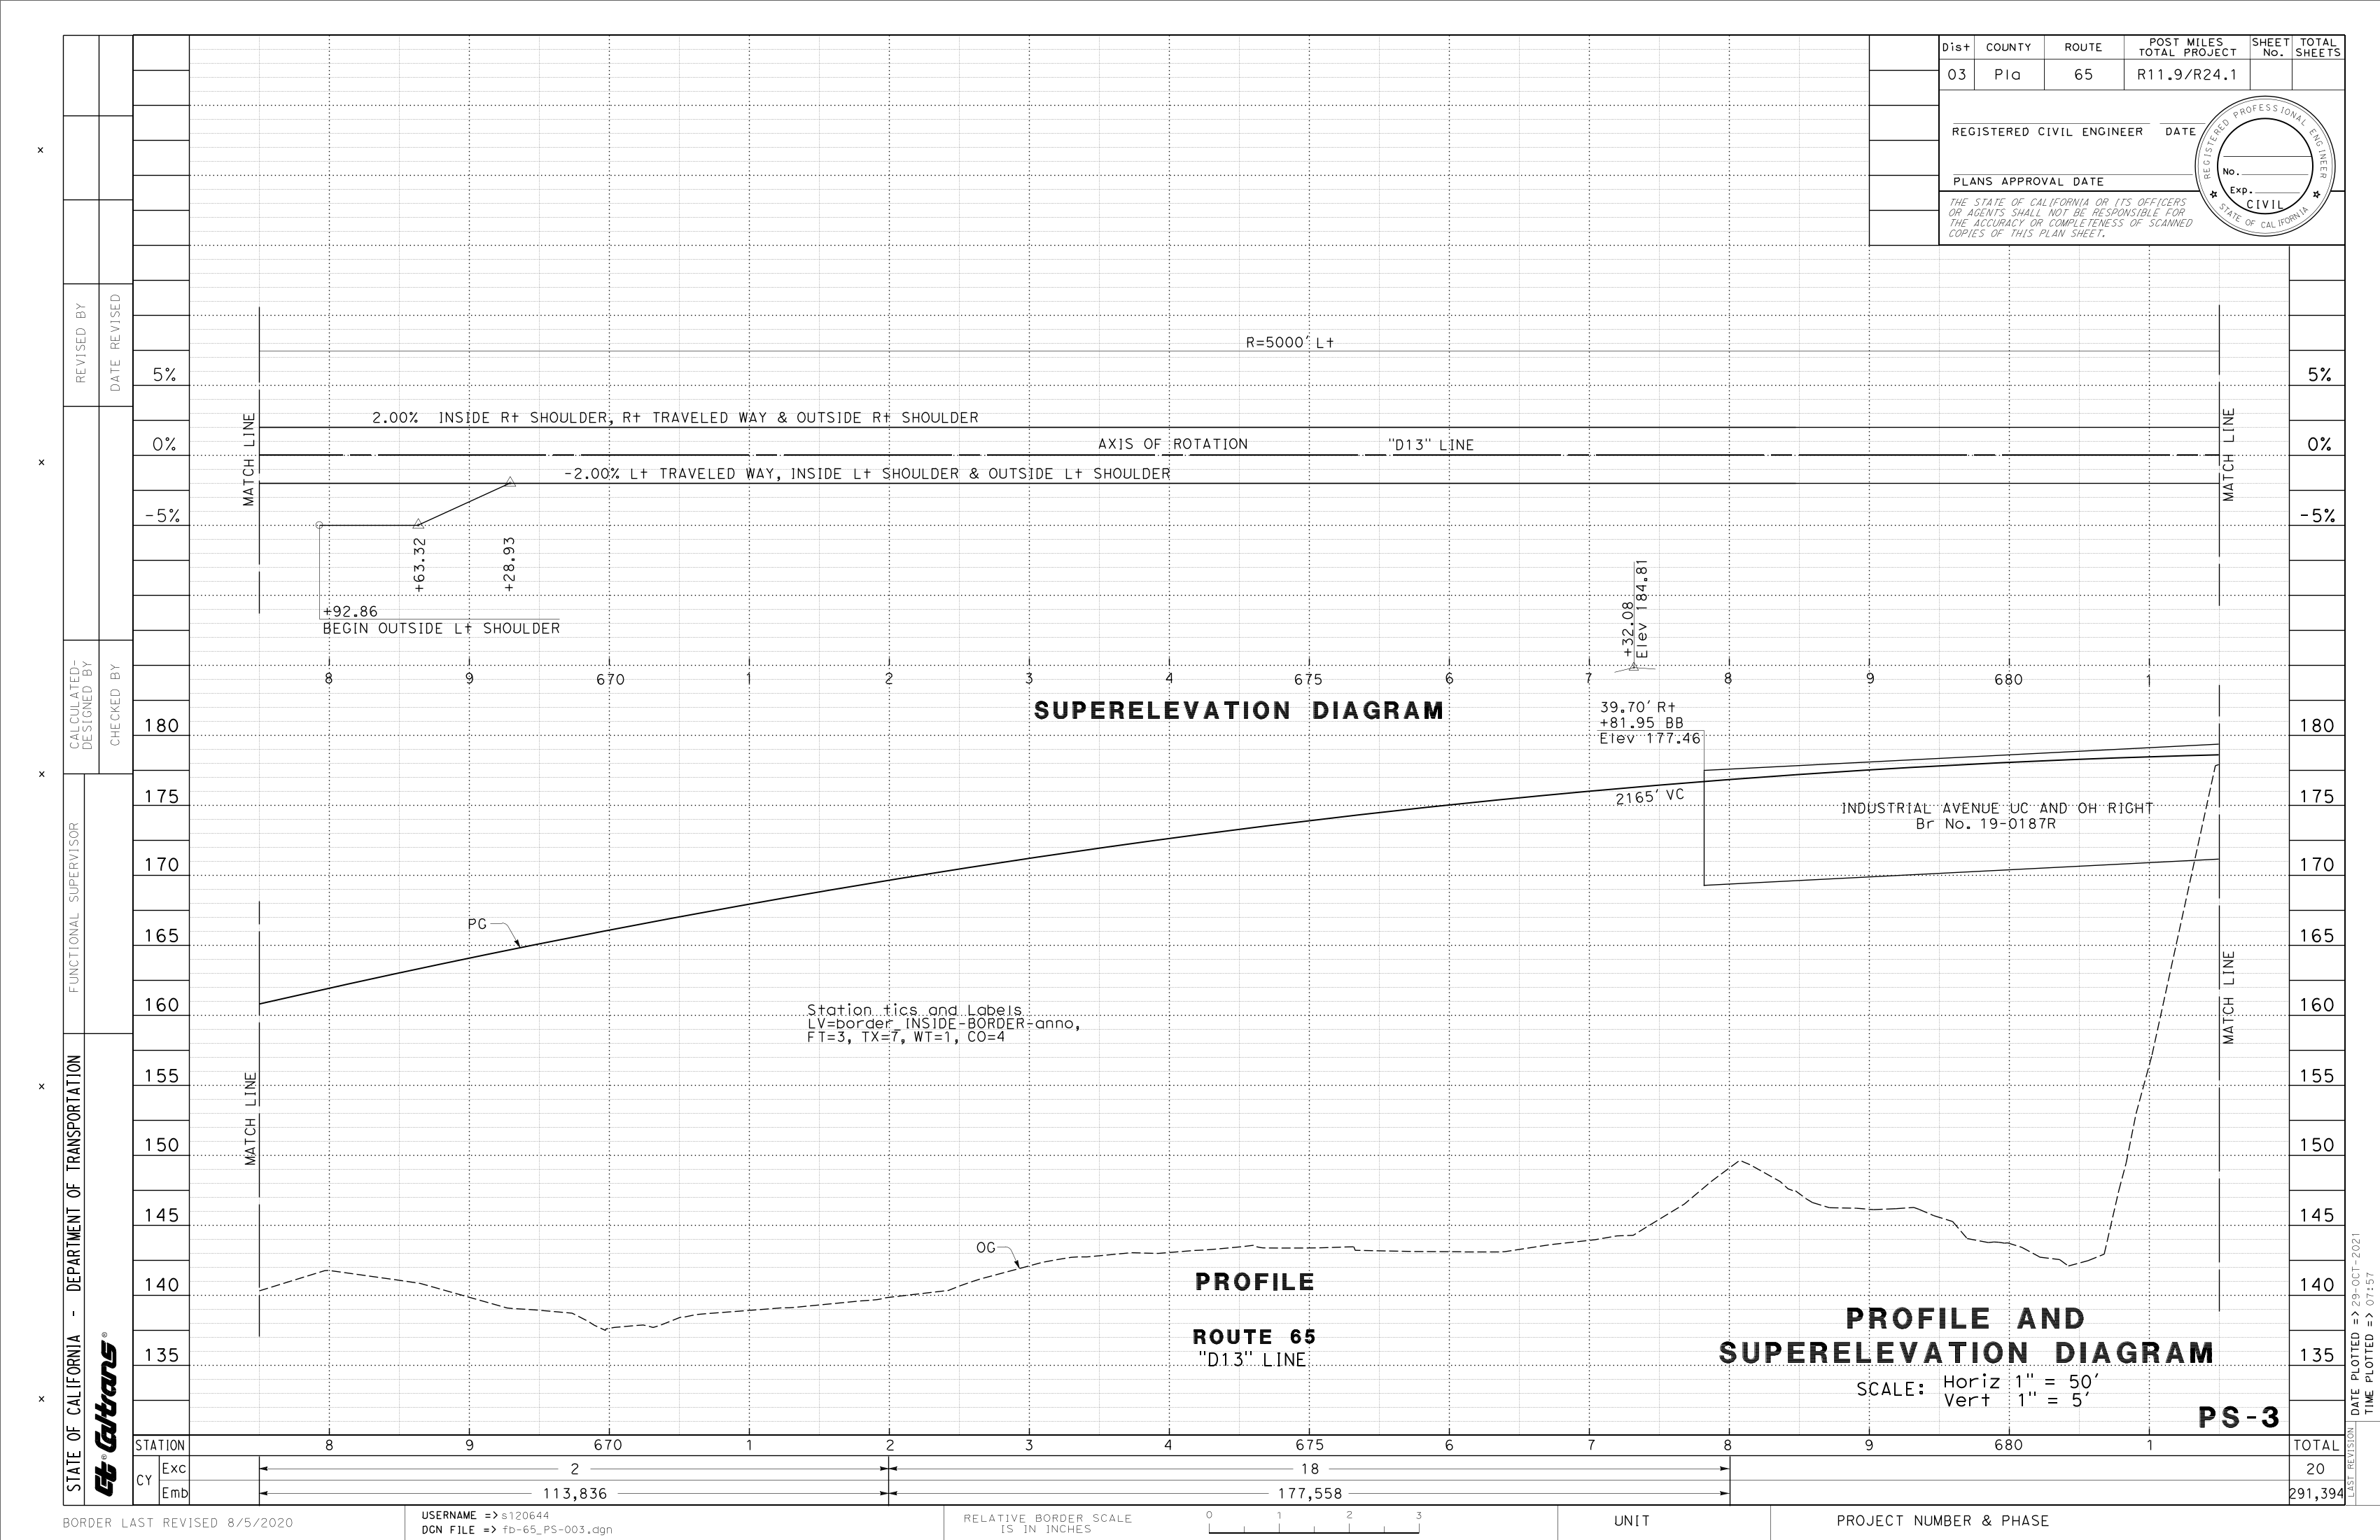 Dist COUNTY ROUTE POST MILES TOTAL PROJECT SHEET No. TOTAL SHEETS
03 Pla 65 R11.9/R24.1
REGISTERED CIVIL ENGINEER DATE
PLANS APPROVAL DATE
THE STATE OF CALIFORNIA OR ITS OFFICERS
OR AGENTS SHALL NOT BE RESPONSIBLE FOR
THE ACCURACY OR COMPLETENESS OF SCANNED
COPIES OF THIS PLAN SHEET.
REGISTERED PROFESSIONAL ENGINEER
No.
Exp.
CIVIL
STATE OF CALIFORNIA
REVISED BY
DATE REVISED
CALCULATED-
DESIGNED BY
CHECKED BY
FUNCTIONAL SUPERVISOR
STATE OF CALIFORNIA - DEPARTMENT OF TRANSPORTATION
Ct® Caltrans®
R=5000' Lt
5% 5%
2.00% INSIDE Rt SHOULDER, Rt TRAVELED WAY & OUTSIDE Rt SHOULDER
0% AXIS OF ROTATION "D13" LINE 0%
-2.00% Lt TRAVELED WAY, INSIDE Lt SHOULDER & OUTSIDE Lt SHOULDER
MATCH LINE
MATCH LINE
-5% -5%
+63.32
+28.93
+92.86
BEGIN OUTSIDE Lt SHOULDER
+32.08
Elev 184.81
8 9 670 1 2 3 4 675 6 7 8 9 680 1
SUPERELEVATION DIAGRAM
39.70' Rt
+81.95 BB
Elev 177.46
180 180
175 175
2165' VC
INDUSTRIAL AVENUE UC AND OH RIGHT
Br No. 19-0187R
170 170
PG
165 165
160 160
Station tics and Labels
LV=border_INSIDE-BORDER-anno,
FT=3, TX=7, WT=1, CO=4
MATCH LINE
MATCH LINE
155 155
150 150
145 145
OG
140 140
PROFILE
ROUTE 65
"D13" LINE
135 135
PROFILE AND
SUPERELEVATION DIAGRAM
SCALE: Horiz 1" = 50'
Vert 1" = 5'
PS-3
STATION 8 9 670 1 2 3 4 675 6 7 8 9 680 1 TOTAL
CY
Exc 2 18 20
Emb 113,836 177,558 291,394
BORDER LAST REVISED 8/5/2020
USERNAME => s120644
DGN FILE => fb-65_PS-003.dgn
RELATIVE BORDER SCALE
IS IN INCHES
0 1 2 3
UNIT
PROJECT NUMBER & PHASE
LAST REVISION
DATE PLOTTED => 29-OCT-2021
TIME PLOTTED => 07:57